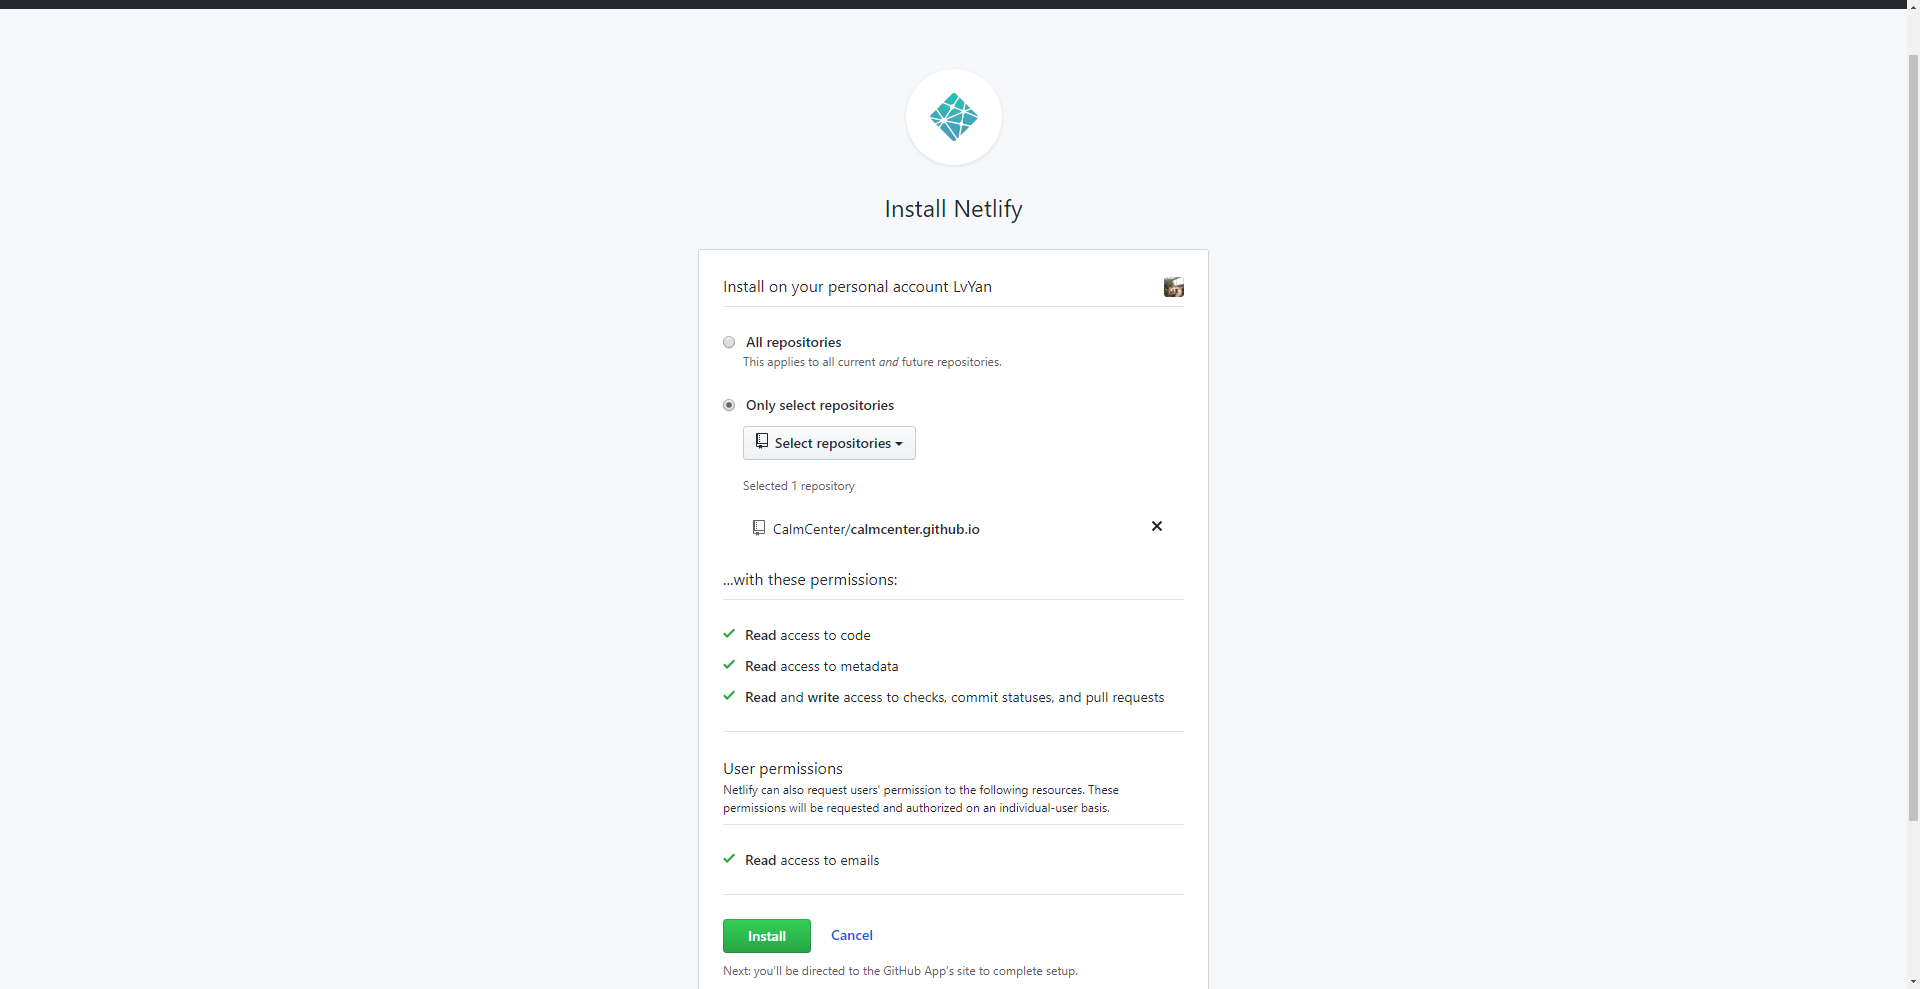 Install Netlify
Install on your personal account LvYan
All repositories
This applies to all current and future repositories.
Only select repositories
Select repositories
Selected 1 repository
CalmCenter/calmcenter.github.io
...with these permissions:
Read access to code
Read access to metadata
Read and write access to checks, commit statuses, and pull requests
User permissions
Netlify can also request users' permission to the following resources. These
permissions will be requested and authorized on an individual-user basis.
Read access to emails
Install Cancel
Next: you'll be directed to the GitHub App's site to complete setup.